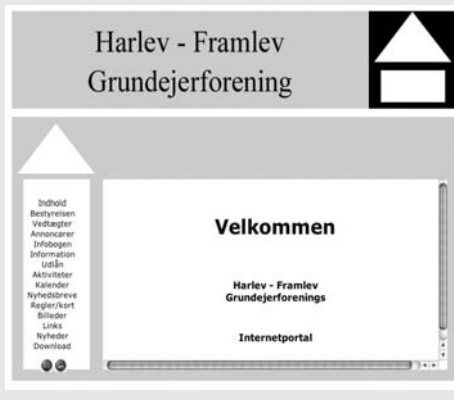 Harlev - Framlev
Grundejerforening
Indhold
Bestyrelsen
Vedtægter
Annoncører
Infobogen
Information
Udlån
Aktiviteter
Kalender
Nyhedsbreve
Regler/kort
Billeder
Links
Nyheder
Download
Velkommen
Harlev - Framlev
Grundejerforenings
Internetportal